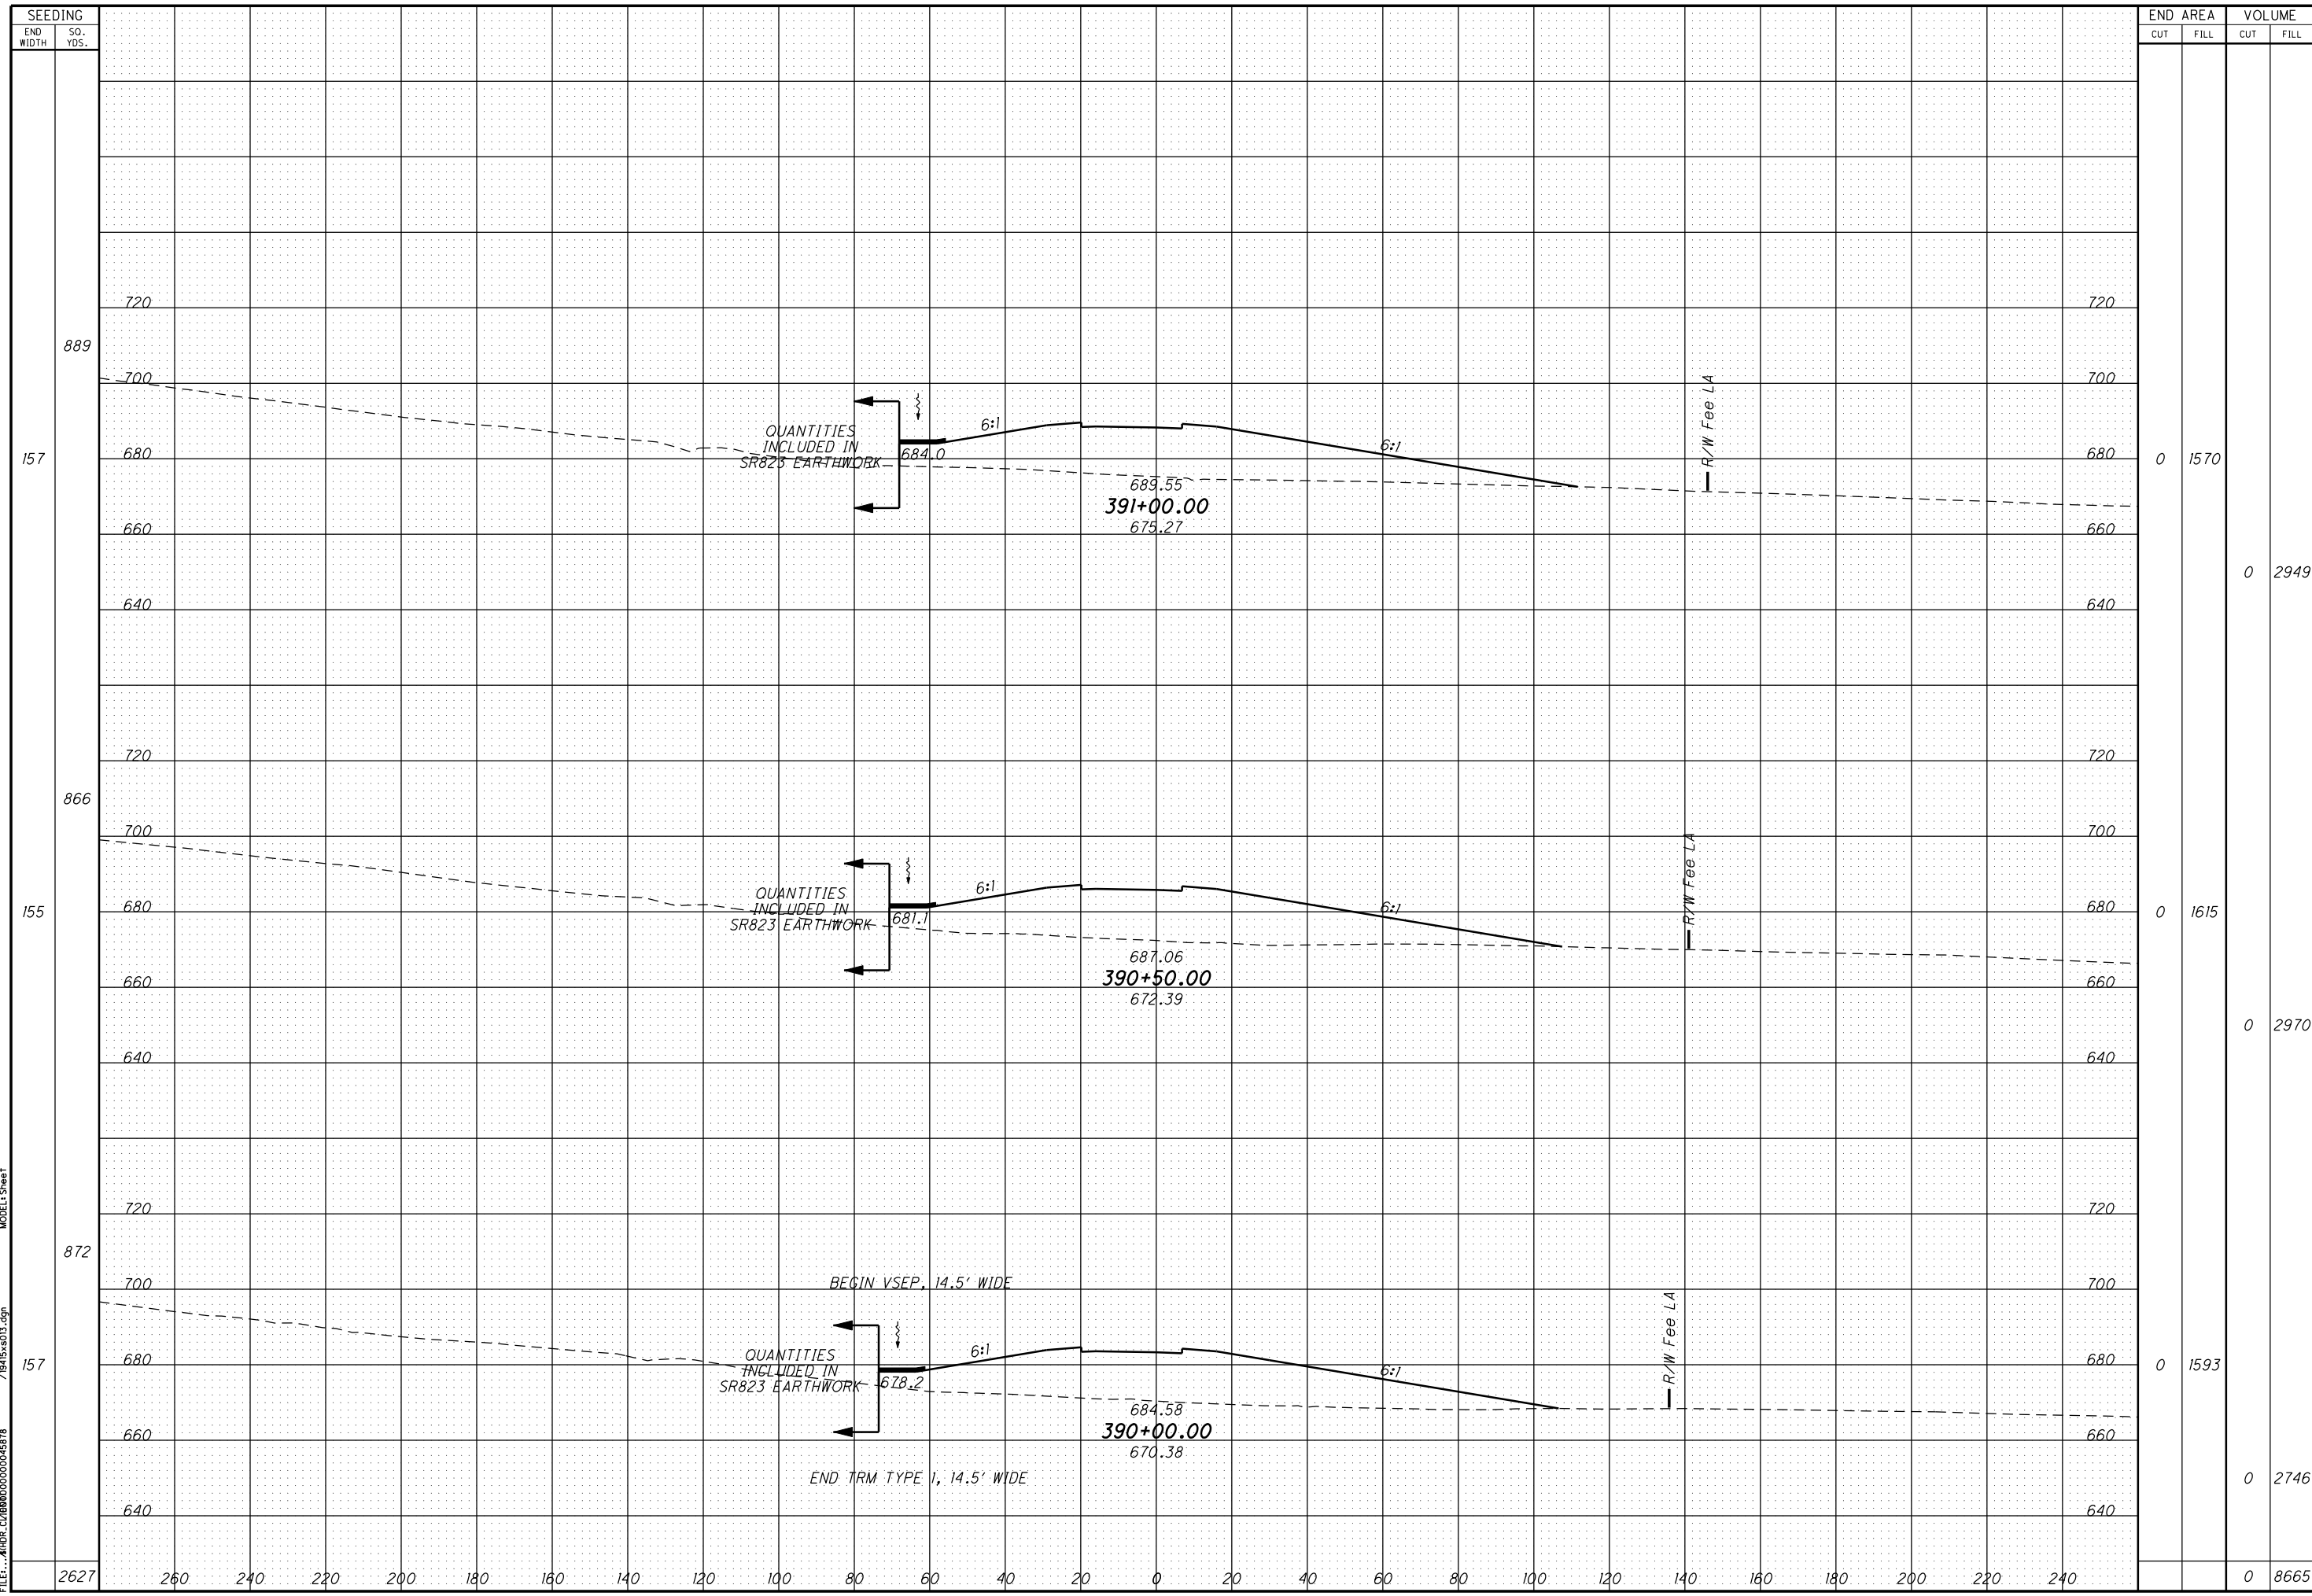 SEEDING
END WIDTH
SQ. YDS.
END AREA
VOLUME
CUT
FILL
CUT
FILL
720
720
889
700
700
QUANTITIES
INCLUDED IN
SR823 EARTHWORK
684.0
6:1
6:1
R/W Fee LA
157
680
680
0
1570
689.55
391+00.00
675.27
660
660
0
2949
640
640
720
720
866
700
700
QUANTITIES
INCLUDED IN
SR823 EARTHWORK
681.1
6:1
6:1
R/W Fee LA
155
680
680
0
1615
687.06
390+50.00
672.39
660
660
0
2970
640
640
720
720
872
700
700
BEGIN VSEP, 14.5' WIDE
QUANTITIES
INCLUDED IN
SR823 EARTHWORK
678.2
6:1
6:1
R/W Fee LA
157
680
680
0
1593
684.58
390+00.00
670.38
660
660
END TRM TYPE 1, 14.5' WIDE
0
2746
640
640
2627
260 240 220 200 180 160 140 120 100 80 60 40 20 0 20 40 60 80 100 120 140 160 180 200 220 240
0
8665
MODEL: Sheet